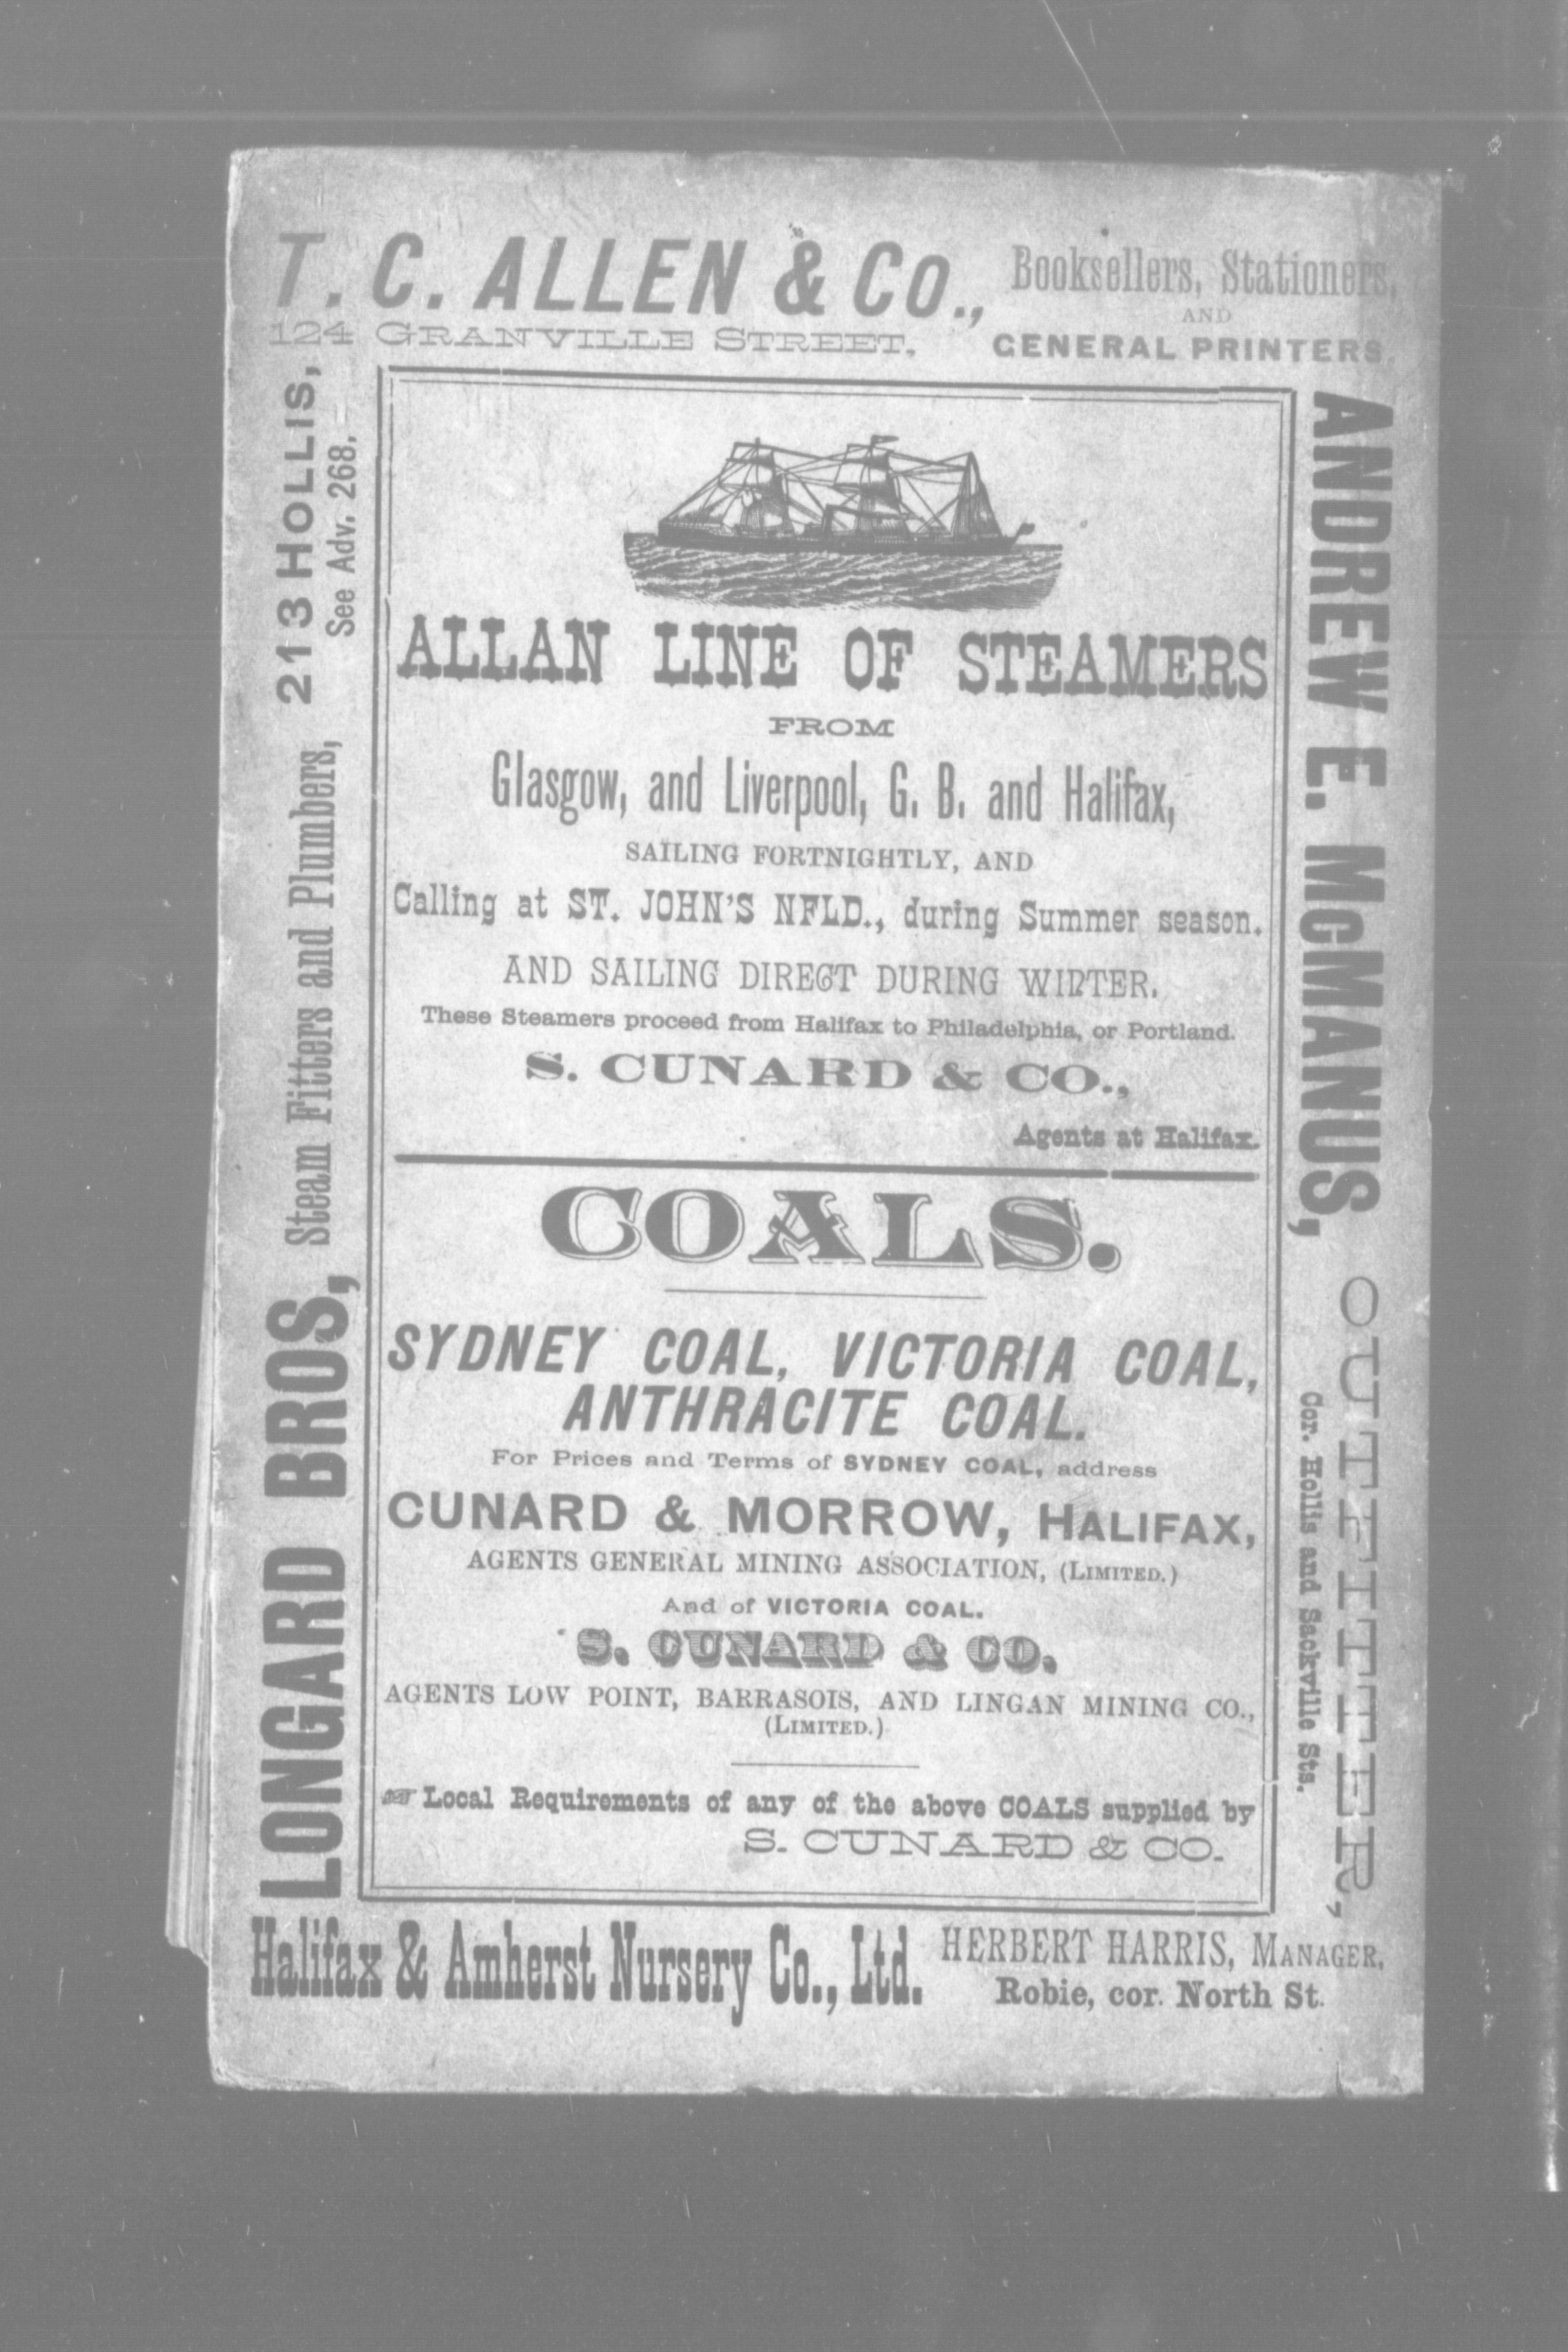 T. C. ALLEN & Co., Booksellers, Stationers,
AND
124 GRANVILLE STREET, GENERAL PRINTERS,
LONGARD BROS, Steam Fitters and Plumbers, 213 HOLLIS,
See Adv. 268.
ALLAN LINE OF STEAMERS
FROM
Glasgow, and Liverpool, G. B. and Halifax,
SAILING FORTNIGHTLY, AND
Calling at ST. JOHN'S NFLD., during Summer season.
AND SAILING DIRECT DURING WINTER.
These Steamers proceed from Halifax to Philadelphia, or Portland.
S. CUNARD & CO.,
Agents at Halifax.
COALS.
SYDNEY COAL, VICTORIA COAL,
ANTHRACITE COAL.
For Prices and Terms of SYDNEY COAL, address
CUNARD & MORROW, HALIFAX,
AGENTS GENERAL MINING ASSOCIATION, (LIMITED.)
And of VICTORIA COAL.
S. CUNARD & CO.
AGENTS LOW POINT, BARRASOIS, AND LINGAN MINING CO.,
(LIMITED.)
☞ Local Requirements of any of the above COALS supplied by
S. CUNARD & CO.
ANDREW E. MCMANUS, OUTFITTER,
Cor. Hollis and Sackville Sts.
Halifax & Amherst Nursery Co., Ltd. HERBERT HARRIS, MANAGER,
Robie, cor. North St.